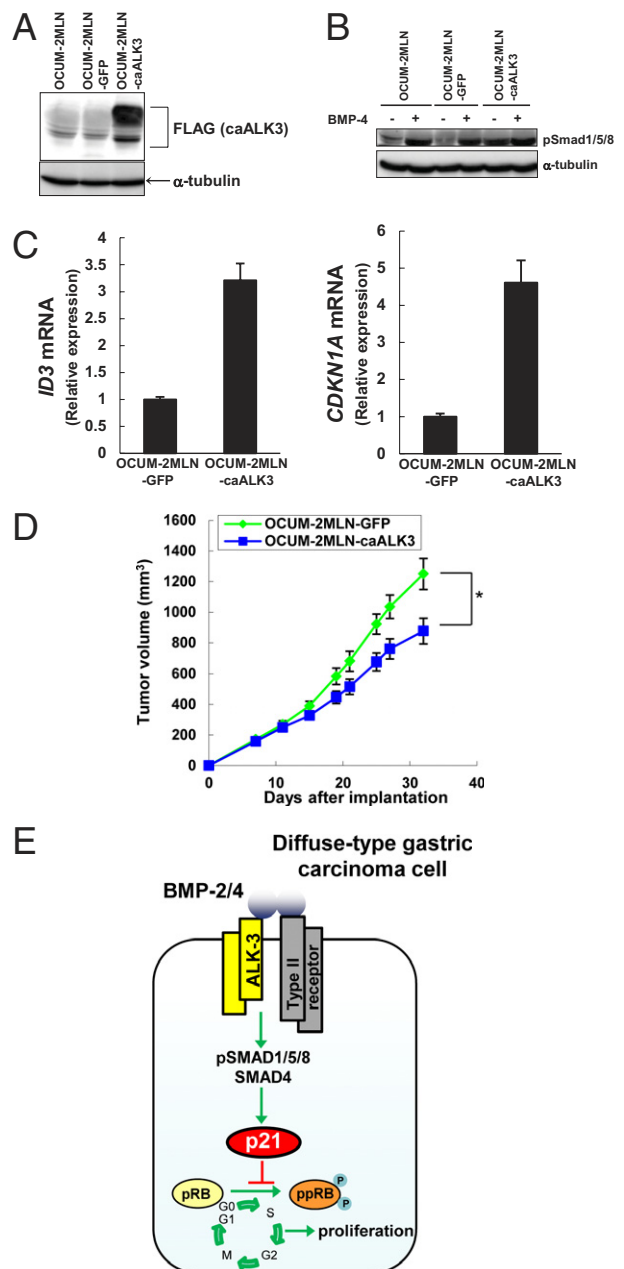 A
OCUM-2MLN
OCUM-2MLN
-GFP
OCUM-2MLN
-caALK3
FLAG (caALK3)
α-tubulin
B
OCUM-2MLN
OCUM-2MLN
-GFP
OCUM-2MLN
-caALK3
BMP-4 - + - + - +
pSmad1/5/8
α-tubulin
C
ID3 mRNA
(Relative expression)
4
3.5
3
2.5
2
1.5
1
0.5
0
OCUM-2MLN
-GFP
OCUM-2MLN
-caALK3
CDKN1A mRNA
(Relative expression)
6
5
4
3
2
1
0
OCUM-2MLN
-GFP
OCUM-2MLN
-caALK3
D
OCUM-2MLN-GFP
OCUM-2MLN-caALK3
Tumor volume (mm³)
1600
1400
1200
1000
800
600
400
200
0
*
0 10 20 30 40
Days after implantation
E
Diffuse-type gastric
carcinoma cell
BMP-2/4
ALK-3
Type II
receptor
pSMAD1/5/8
SMAD4
p21
pRB
ppRB
P
P
G0
G1
S
G2
M
proliferation